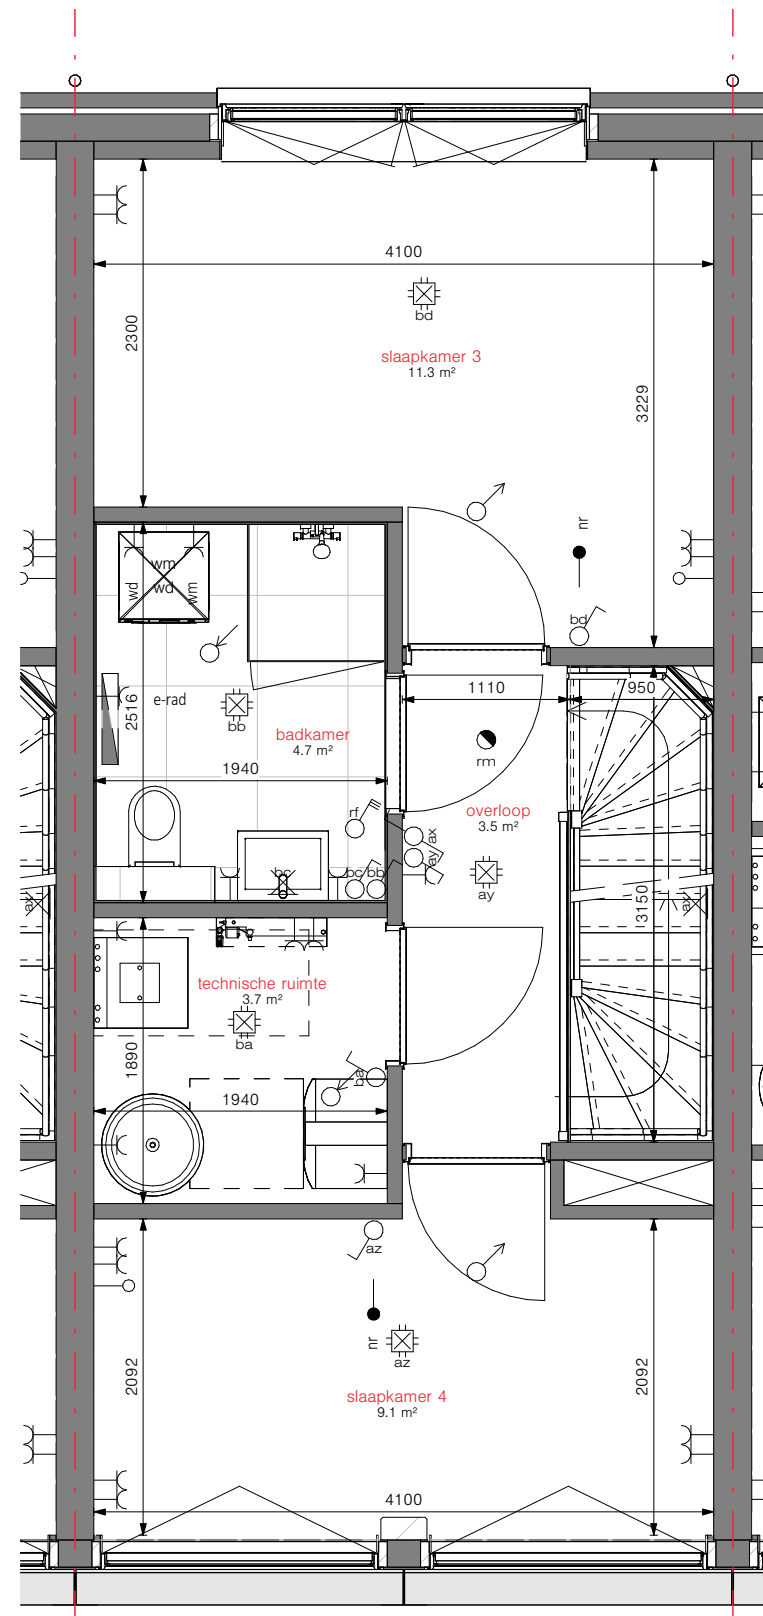 4100
bd
2300
slaapkamer 3
11.3 m²
3229
nr
bd
wm
wd
wd
wm
1110
950
2516
e-rad
bb
badkamer
4.7 m²
rm
1940
rf
overloop
3.5 m²
ay/ax
bc
bc
bb
ay
3150
ax
ax
technische ruimte
3.7 m²
ba
1890
ba
1940
az
2092
nr
az
2092
slaapkamer 4
9.1 m²
4100